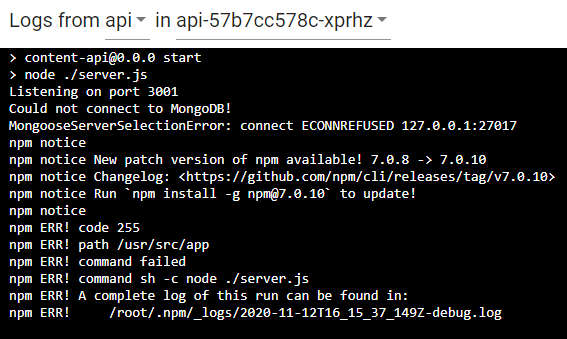 Logs from api in api-57b7cc578c-xprhz
> content-api@0.0.0 start
> node ./server.js
Listening on port 3001
Could not connect to MongoDB!
MongooseServerSelectionError: connect ECONNREFUSED 127.0.0.1:27017
npm notice
npm notice New patch version of npm available! 7.0.8 -> 7.0.10
npm notice Changelog: <https://github.com/npm/cli/releases/tag/v7.0.10>
npm notice Run `npm install -g npm@7.0.10` to update!
npm notice
npm ERR! code 255
npm ERR! path /usr/src/app
npm ERR! command failed
npm ERR! command sh -c node ./server.js
npm ERR! A complete log of this run can be found in:
npm ERR!     /root/.npm/_logs/2020-11-12T16_15_37_149Z-debug.log